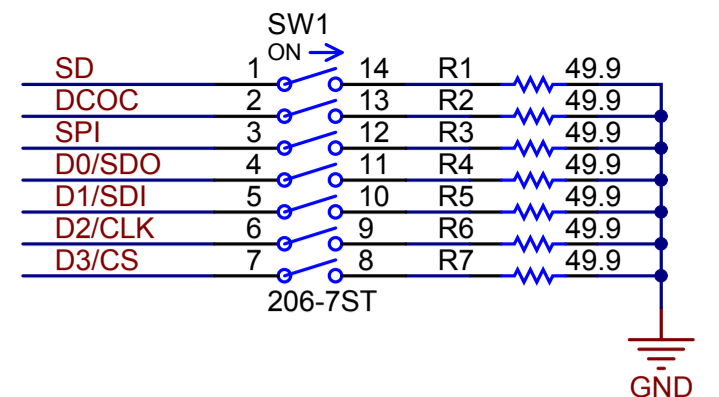 SW1
ON
SD 1 14 R1 49.9
DCOC 2 13 R2 49.9
SPI 3 12 R3 49.9
D0/SDO 4 11 R4 49.9
D1/SDI 5 10 R5 49.9
D2/CLK 6 9 R6 49.9
D3/CS 7 8 R7 49.9
206-7ST
GND